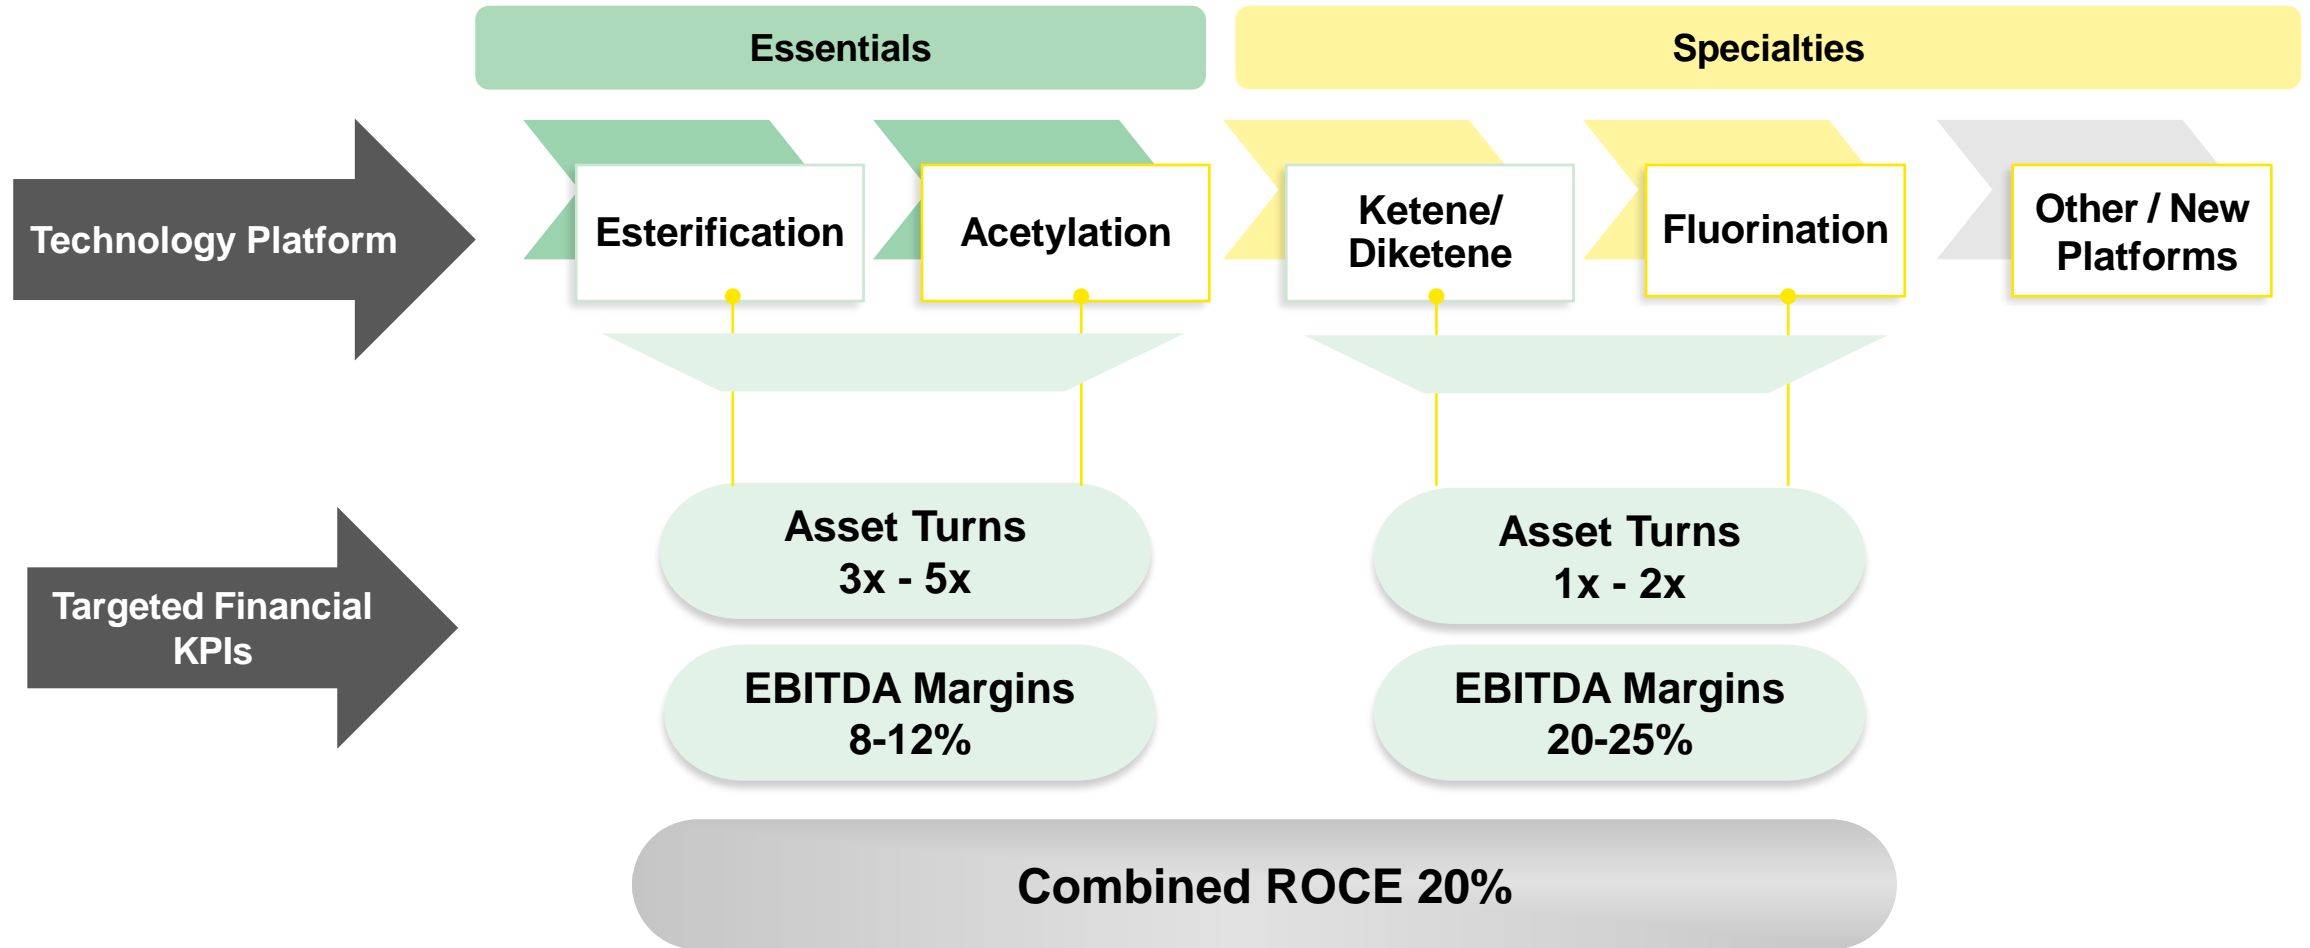 Essentials
Specialties
Technology Platform
Esterification
Acetylation
Ketene/
Diketene
Fluorination
Other / New
Platforms
Targeted Financial
KPIs
Asset Turns
3x - 5x
Asset Turns
1x - 2x
EBITDA Margins
8-12%
EBITDA Margins
20-25%
Combined ROCE 20%